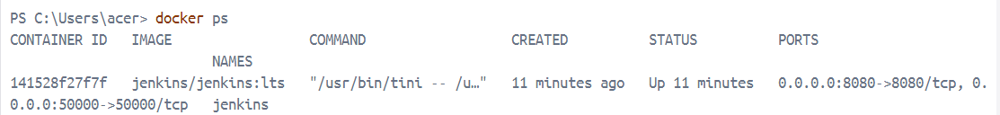 PS C:\Users\acer> docker ps
CONTAINER ID   IMAGE                 COMMAND                CREATED          STATUS          PORTS
                       NAMES
141528f27f7f   jenkins/jenkins:lts   "/usr/bin/tini -- /u…"   11 minutes ago   Up 11 minutes   0.0.0.0:8080->8080/tcp, 0.
0.0.0:50000->50000/tcp   jenkins